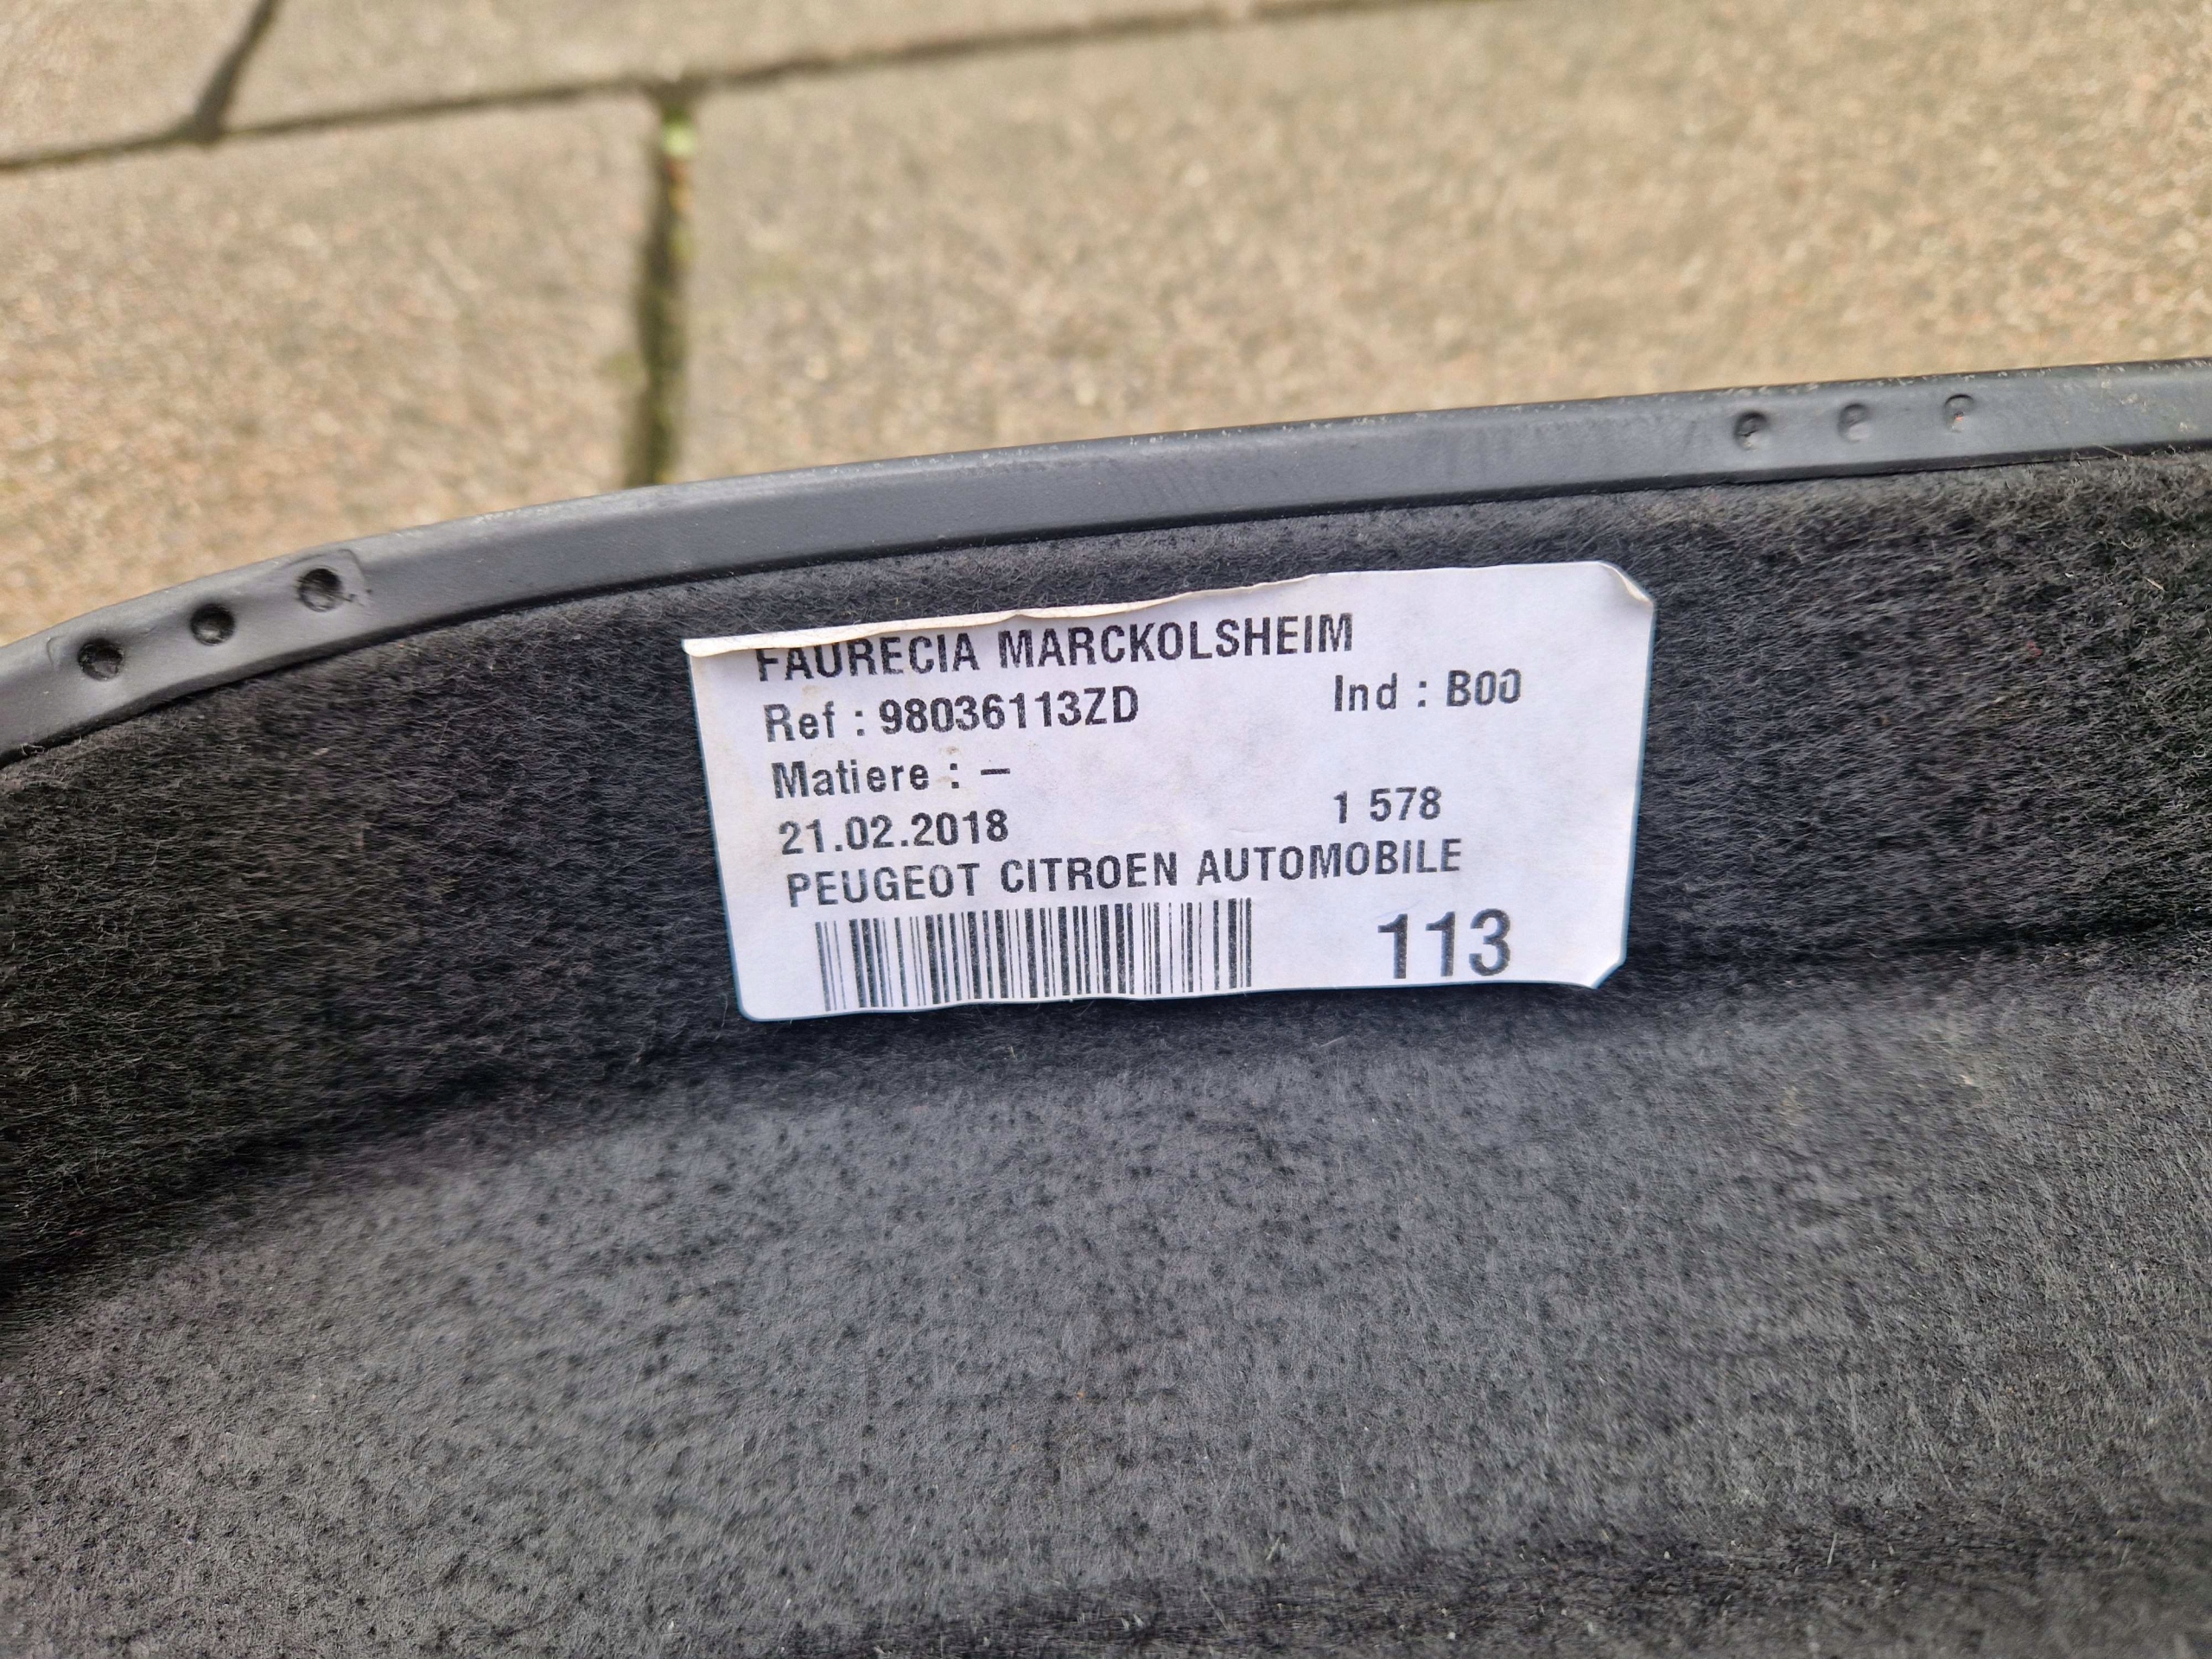 FAURECIA MARCKOLSHEIM
Ref : 98036113ZD Ind : B00
Matiere : –
21.02.2018 1 578
PEUGEOT CITROEN AUTOMOBILE
113